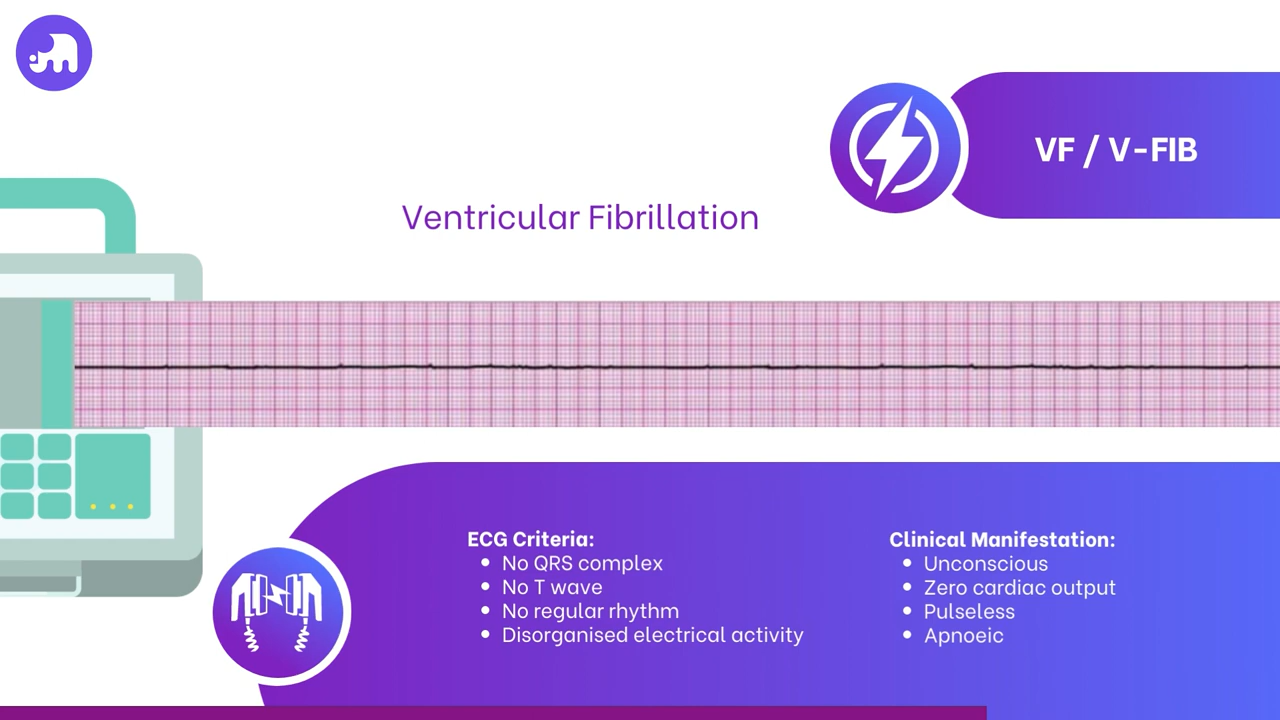 VF / V-FIB
Ventricular Fibrillation
ECG Criteria:
No QRS complex
No T wave
No regular rhythm
Disorganised electrical activity
Clinical Manifestation:
Unconscious
Zero cardiac output
Pulseless
Apnoeic